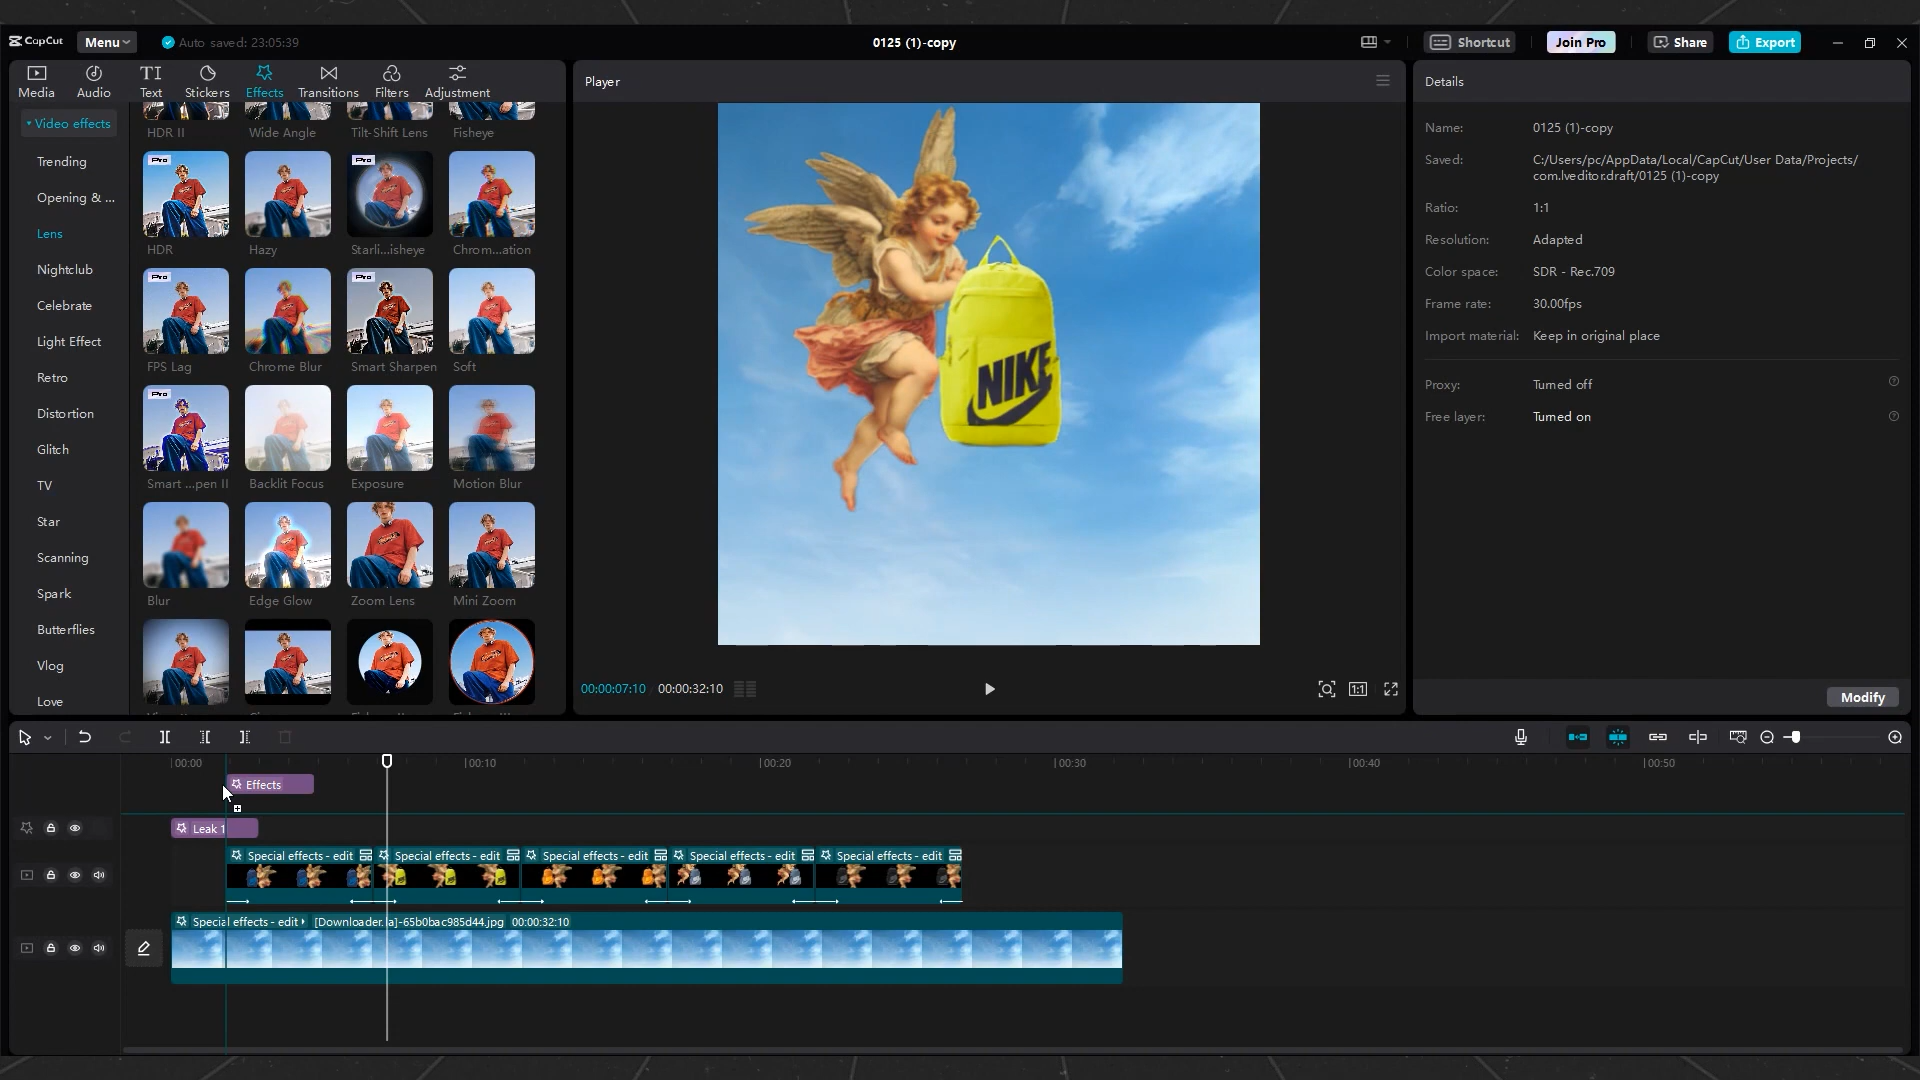 CapCut
Menu
Auto saved: 23:05:39
0125 (1)-copy
Shortcut
Join Pro
Share
Export
Media
Audio
TI
Text
Stickers
Effects
Transitions
Filters
Adjustment
Player
Details
Video effects
Trending
Opening & ...
Lens
Nightclub
Celebrate
Light Effect
Retro
Distortion
Glitch
TV
Star
Scanning
Spark
Butterflies
Vlog
Love
HDR II
Wide Angle
Tilt-Shift Lens
Fisheye
Pro
Pro
HDR
Hazy
Starli...isheye
Chrom...ation
Pro
Pro
FPS Lag
Chrome Blur
Smart Sharpen
Soft
Pro
Smart ...pen II
Backlit Focus
Exposure
Motion Blur
Blur
Edge Glow
Zoom Lens
Mini Zoom
NIKE
00:00:07:10
00:00:32:10
1:1
Name: 0125 (1)-copy
Saved: C:/Users/pc/AppData/Local/CapCut/User Data/Projects/
com.lveditor.draft/0125 (1)-copy
Ratio: 1:1
Resolution: Adapted
Color space: SDR - Rec.709
Frame rate: 30.00fps
Import material: Keep in original place
Proxy: Turned off
Free layer: Turned on
Modify
00:00
00:10
00:20
00:30
00:40
00:50
Effects
Leak 1
Special effects - edit
Special effects - edit
Special effects - edit
Special effects - edit
Special effects - edit
Special effects - edit [Downloader.la]-65b0bac985d44.jpg 00:00:32:10